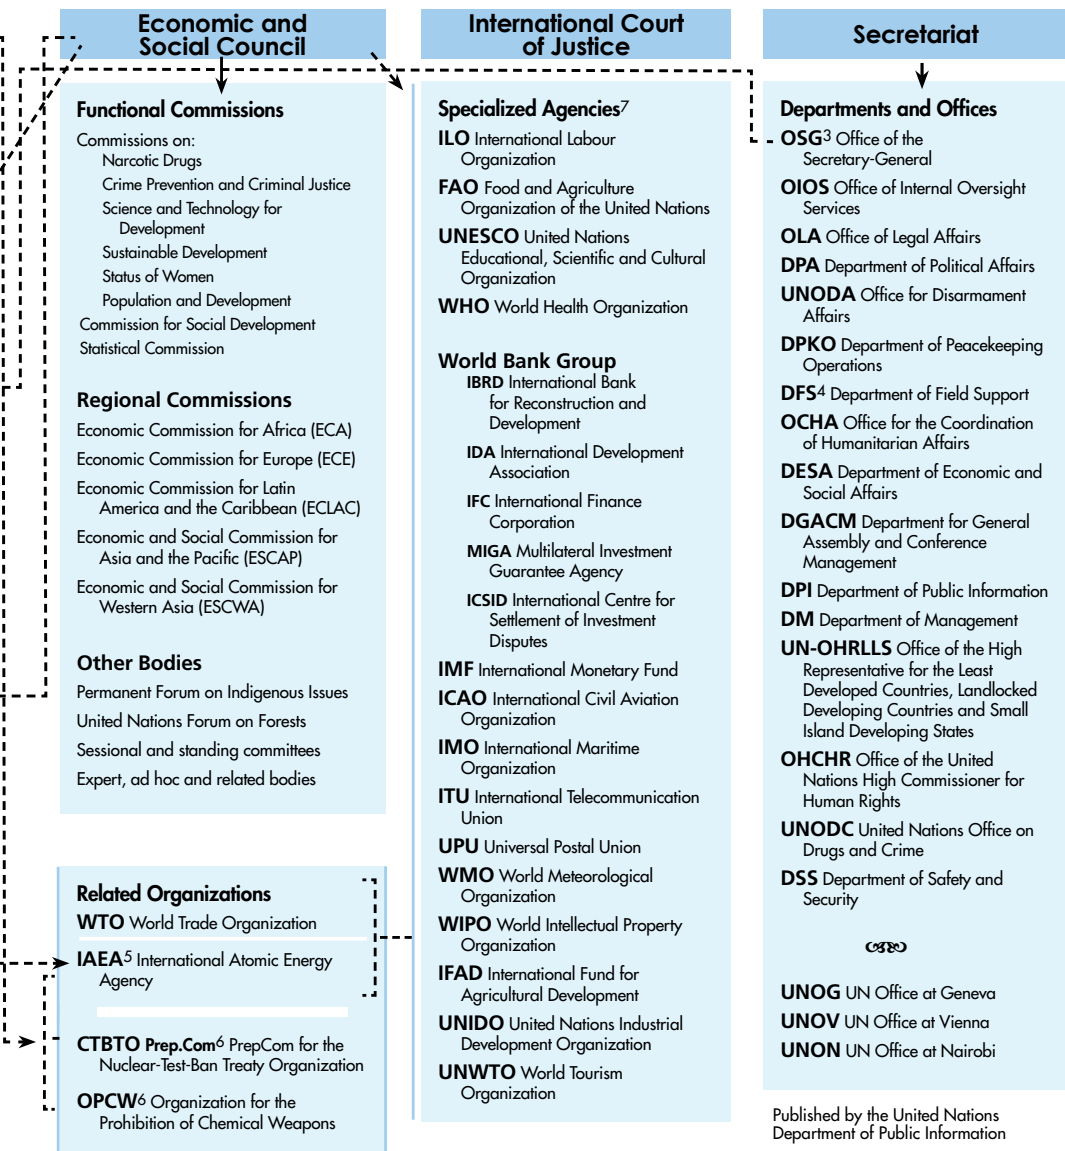 Economic and
Social Council
Functional Commissions
Commissions on:
Narcotic Drugs
Crime Prevention and Criminal Justice
Science and Technology for
Development
Sustainable Development
Status of Women
Population and Development
Commission for Social Development
Statistical Commission
Regional Commissions
Economic Commission for Africa (ECA)
Economic Commission for Europe (ECE)
Economic Commission for Latin
America and the Caribbean (ECLAC)
Economic and Social Commission for
Asia and the Pacific (ESCAP)
Economic and Social Commission for
Western Asia (ESCWA)
Other Bodies
Permanent Forum on Indigenous Issues
United Nations Forum on Forests
Sessional and standing committees
Expert, ad hoc and related bodies
Related Organizations
WTO World Trade Organization
IAEA5 International Atomic Energy
Agency
CTBTO Prep.Com6 PrepCom for the
Nuclear-Test-Ban Treaty Organization
OPCW6 Organization for the
Prohibition of Chemical Weapons
International Court
of Justice
Specialized Agencies7
ILO International Labour
Organization
FAO Food and Agriculture
Organization of the United Nations
UNESCO United Nations
Educational, Scientific and Cultural
Organization
WHO World Health Organization
World Bank Group
IBRD International Bank
for Reconstruction and
Development
IDA International Development
Association
IFC International Finance
Corporation
MIGA Multilateral Investment
Guarantee Agency
ICSID International Centre for
Settlement of Investment
Disputes
IMF International Monetary Fund
ICAO International Civil Aviation
Organization
IMO International Maritime
Organization
ITU International Telecommunication
Union
UPU Universal Postal Union
WMO World Meteorological
Organization
WIPO World Intellectual Property
Organization
IFAD International Fund for
Agricultural Development
UNIDO United Nations Industrial
Development Organization
UNWTO World Tourism
Organization
Secretariat
Departments and Offices
OSG3 Office of the
Secretary-General
OIOS Office of Internal Oversight
Services
OLA Office of Legal Affairs
DPA Department of Political Affairs
UNODA Office for Disarmament
Affairs
DPKO Department of Peacekeeping
Operations
DFS4 Department of Field Support
OCHA Office for the Coordination
of Humanitarian Affairs
DESA Department of Economic and
Social Affairs
DGACM Department for General
Assembly and Conference
Management
DPI Department of Public Information
DM Department of Management
UN-OHRLLS Office of the High
Representative for the Least
Developed Countries, Landlocked
Developing Countries and Small
Island Developing States
OHCHR Office of the United
Nations High Commissioner for
Human Rights
UNODC United Nations Office on
Drugs and Crime
DSS Department of Safety and
Security
UNOG UN Office at Geneva
UNOV UN Office at Vienna
UNON UN Office at Nairobi
Published by the United Nations
Department of Public Information